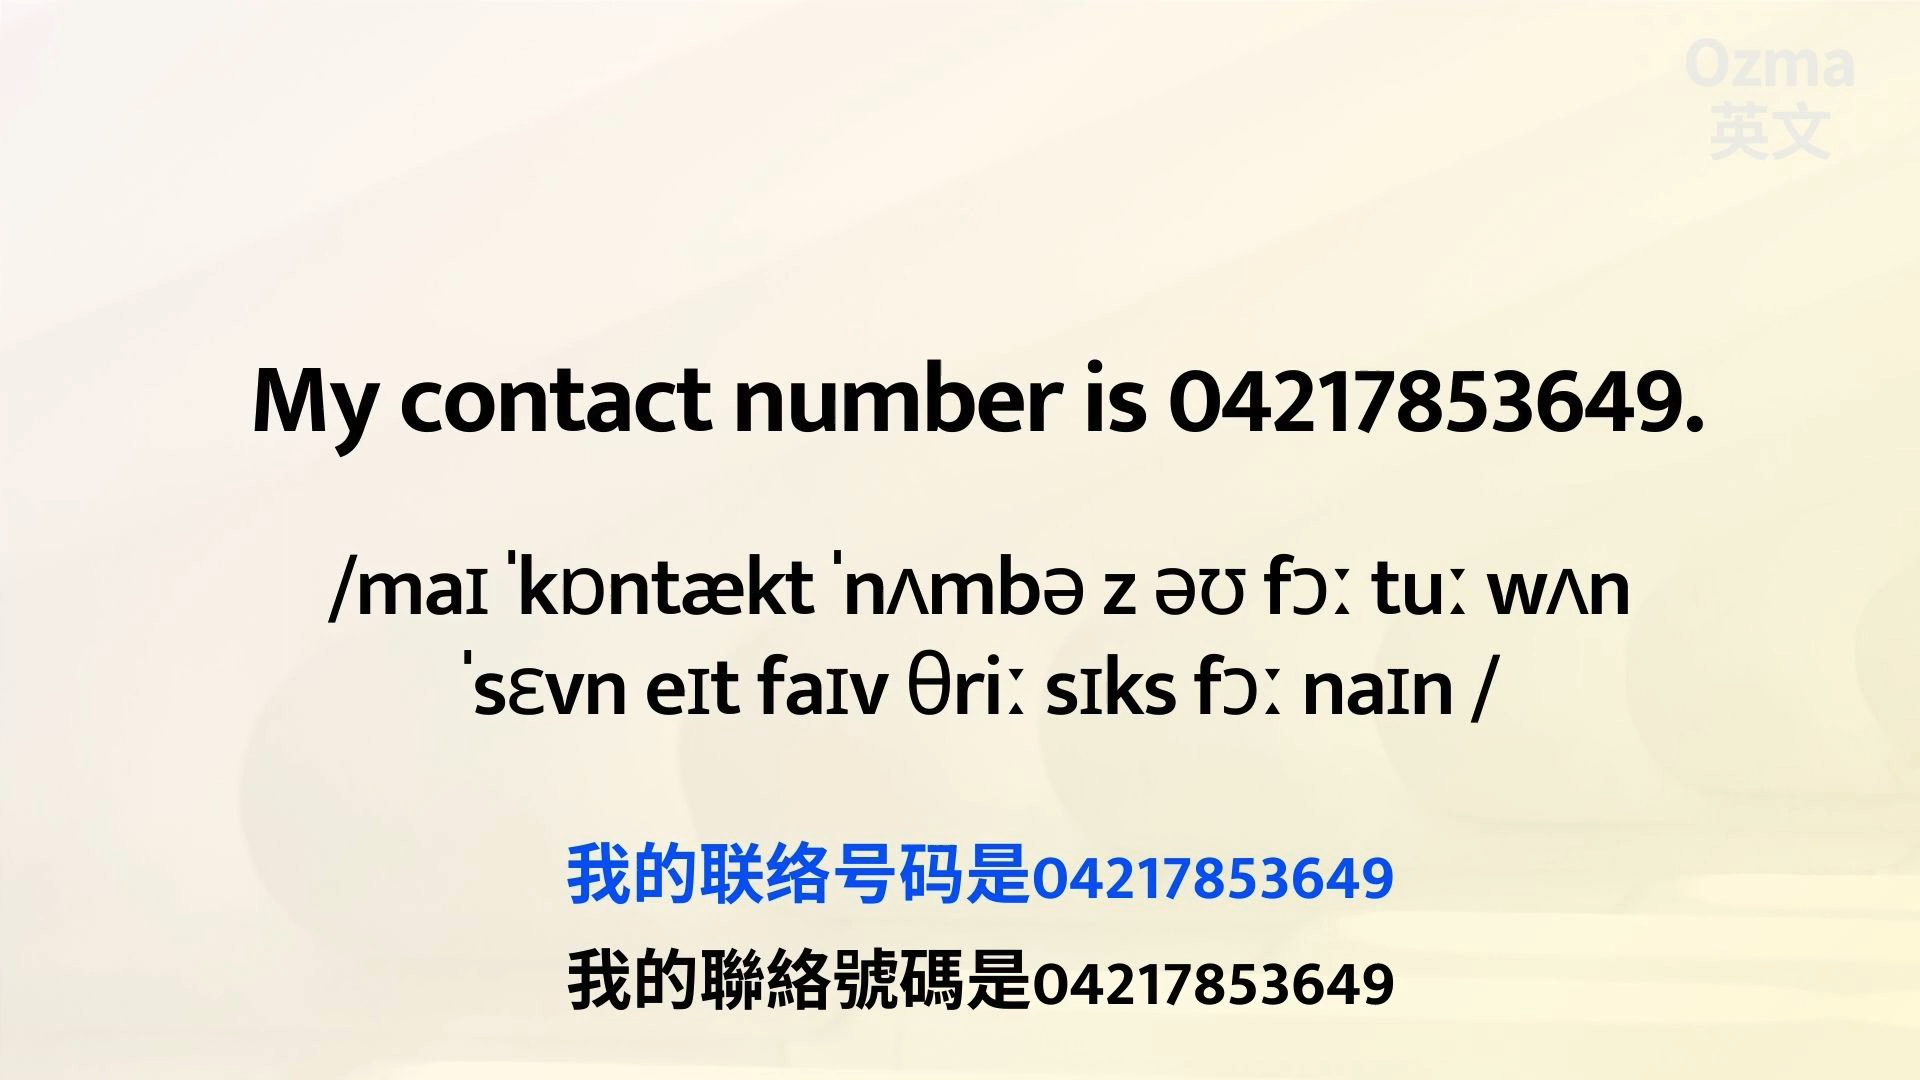 Ozma
英文
My contact number is 04217853649.
/maɪ ˈkɒntækt ˈnʌmbə z əʊ fɔː tuː wʌn
ˈsɛvn eɪt faɪv θriː sɪks fɔː naɪn /
我的联络号码是04217853649
我的聯絡號碼是04217853649